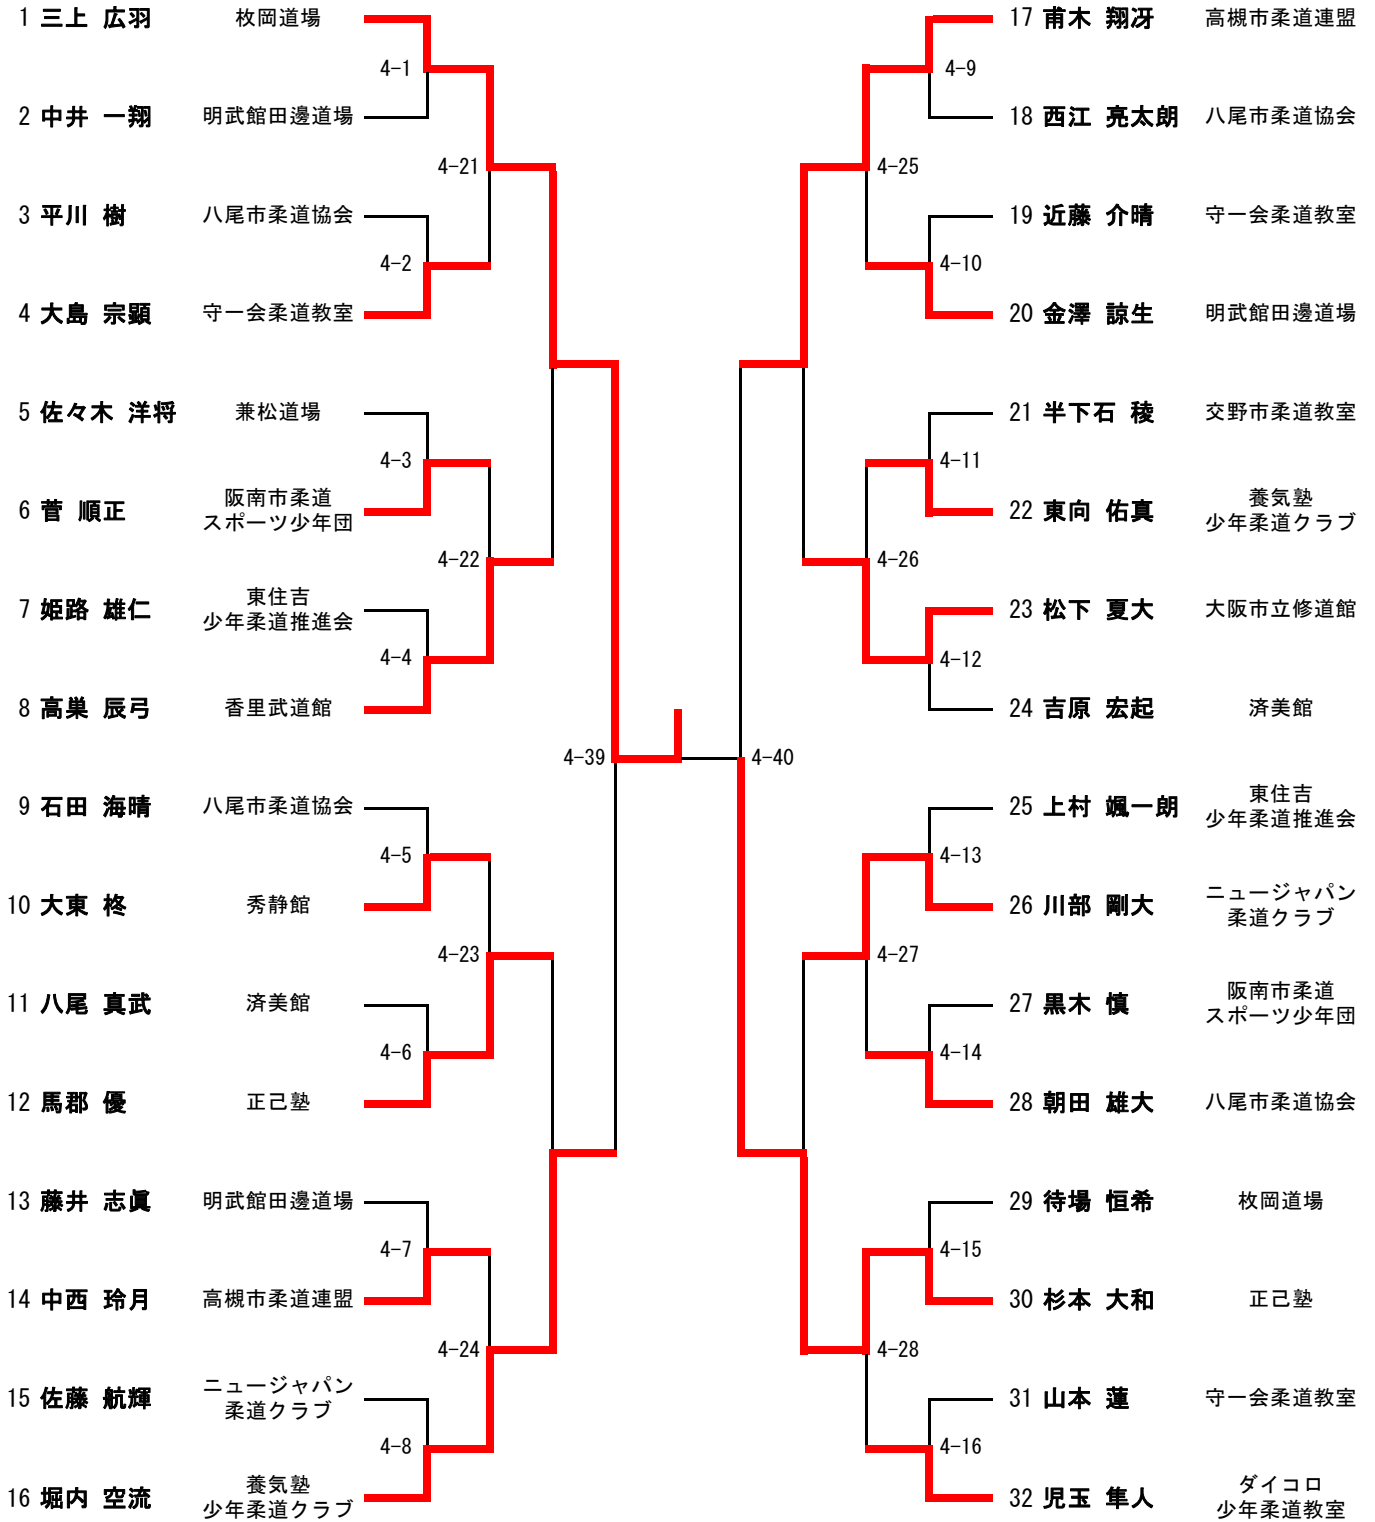 1 三上 広羽 枚岡道場
4-1
2 中井 一翔 明武館田邊道場
4-21
3 平川 樹 八尾市柔道協会
4-2
4 大島 宗顕 守一会柔道教室
5 佐々木 洋将 兼松道場
4-3
6 菅 順正 阪南市柔道
スポーツ少年団
4-22
7 姫路 雄仁 東住吉
少年柔道推進会
4-4
8 高巣 辰弓 香里武道館
4-39
9 石田 海晴 八尾市柔道協会
4-5
10 大東 柊 秀静館
4-23
11 八尾 真武 済美館
4-6
12 馬郡 優 正己塾
13 藤井 志眞 明武館田邊道場
4-7
14 中西 玲月 高槻市柔道連盟
4-24
15 佐藤 航輝 ニュージャパン
柔道クラブ
4-8
16 堀内 空流 養気塾
少年柔道クラブ
17 甫木 翔冴 高槻市柔道連盟
4-9
18 西江 亮太朗 八尾市柔道協会
4-25
19 近藤 介晴 守一会柔道教室
4-10
20 金澤 諒生 明武館田邊道場
21 半下石 稜 交野市柔道教室
4-11
22 東向 佑真 養気塾
少年柔道クラブ
4-26
23 松下 夏大 大阪市立修道館
4-12
24 吉原 宏起 済美館
4-40
25 上村 颯一朗 東住吉
少年柔道推進会
4-13
26 川部 剛大 ニュージャパン
柔道クラブ
4-27
27 黒木 慎 阪南市柔道
スポーツ少年団
4-14
28 朝田 雄大 八尾市柔道協会
29 待場 恒希 枚岡道場
4-15
30 杉本 大和 正己塾
4-28
31 山本 蓮 守一会柔道教室
4-16
32 児玉 隼人 ダイコロ
少年柔道教室